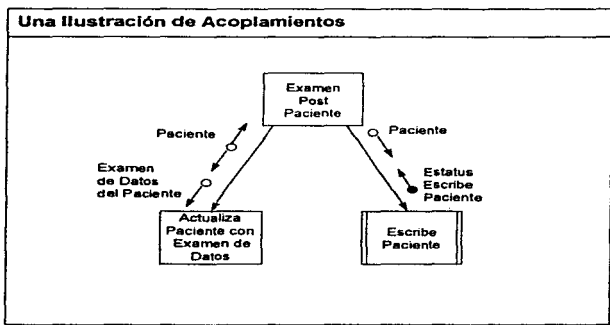 Una Ilustración de Acoplamientos
Examen
Post
Paciente
Paciente
Paciente
Examen
de Datos
del Paciente
Estatus
Escribe
Paciente
Actualiza
Paciente con
Examen de
Datos
Escribe
Paciente